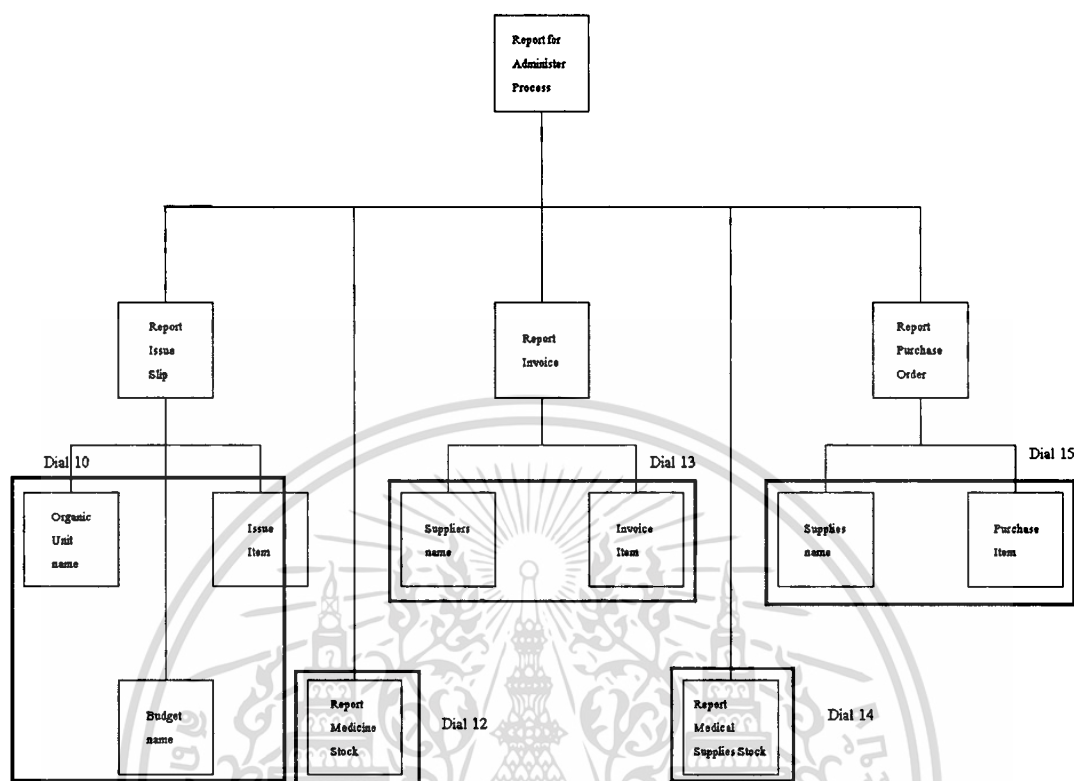 Report for
Administer
Process
Report
Issue
Slip
Report
Invoice
Report
Purchase
Order
Dial 10
Dial 13
Dial 15
Organic
Unit
name
Issue
Item
Suppliers
name
Invoice
Item
Supplies
name
Purchase
Item
Budget
name
Report
Medicine
Stock
Dial 12
Report
Medical
Supplies Stock
Dial 14